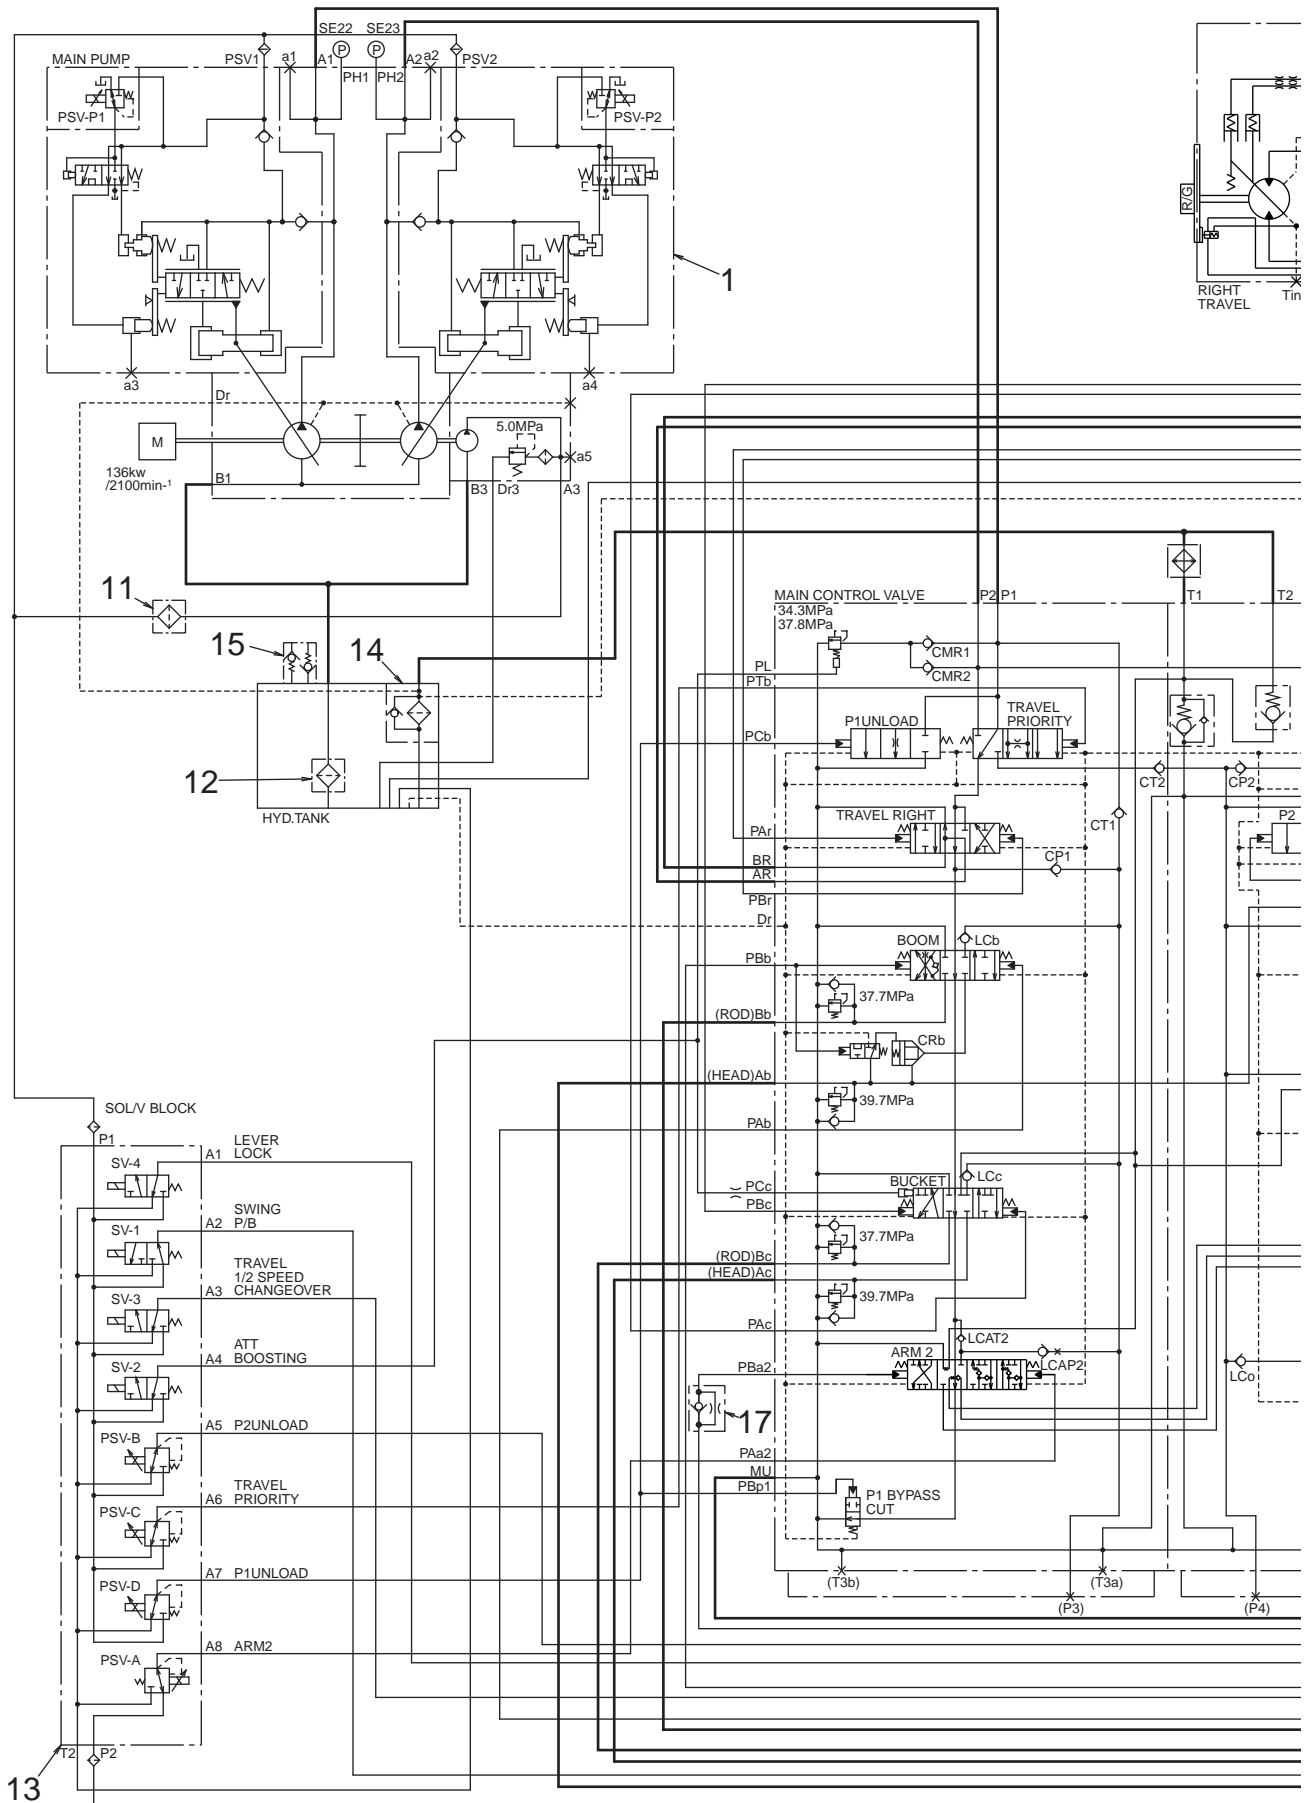 SE22 SE23
MAIN PUMP
PSV1 a1 A1 PH1 PH2 A2 a2 PSV2
PSV-P1
PSV-P2
1
R/G
RIGHT
TRAVEL
Tin
a3
a4
Dr
M
136kw
/2100min-¹
5.0MPa
a5
B1
B3 Dr3 A3
11
15
14
12
HYD.TANK
MAIN CONTROL VALVE
P2 P1
T1
T2
34.3MPa
37.8MPa
CMR1
CMR2
PL
PTb
P1UNLOAD
TRAVEL
PRIORITY
PCb
CT2
CP2
TRAVEL RIGHT
CT1
P2
PAr
CP1
BR
AR
PBr
Dr
BOOM
LCb
PBb
37.7MPa
(ROD)Bb
CRb
(HEAD)Ab
39.7MPa
PAb
SOL/V BLOCK
P1
A1 LEVER
LOCK
SV-4
LCc
PCc
BUCKET
PBc
A2 SWING
P/B
SV-1
37.7MPa
(ROD)Bc
(HEAD)Ac
TRAVEL
1/2 SPEED
A3 CHANGEOVER
SV-3
39.7MPa
PAc
LCAT2
ATT
A4 BOOSTING
SV-2
ARM 2
LCAP2
PBa2
LCo
17
A5 P2UNLOAD
PSV-B
PAa2
MU
PBp1
TRAVEL
A6 PRIORITY
PSV-C
P1 BYPASS
CUT
A7 P1UNLOAD
PSV-D
(T3b)
(T3a)
(P3)
(P4)
A8 ARM2
PSV-A
T2 P2
13